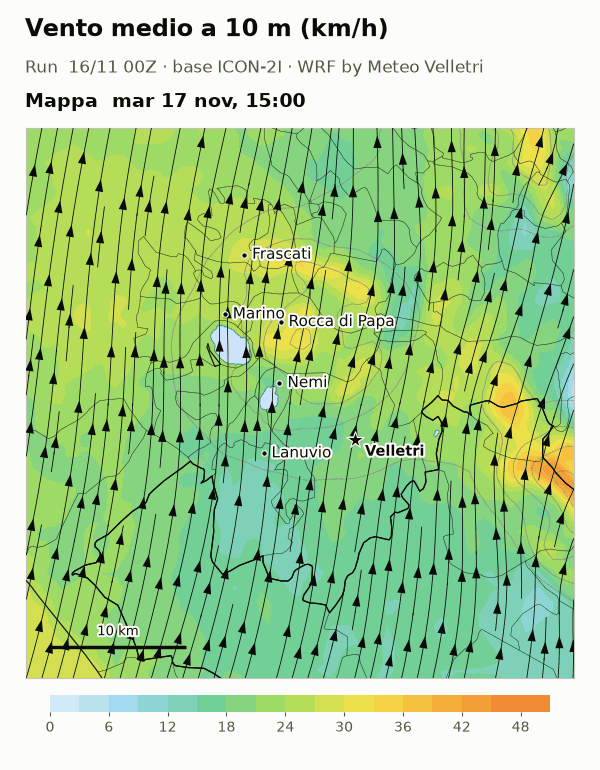 Vento medio a 10 m (km/h)
Run  16/11 00Z · base ICON-2I · WRF by Meteo Velletri
Mappa  mar 17 nov, 15:00
Frascati
Marino
Rocca di Papa
Nemi
Velletri
Lanuvio
10 km
0 6 12 18 24 30 36 42 48